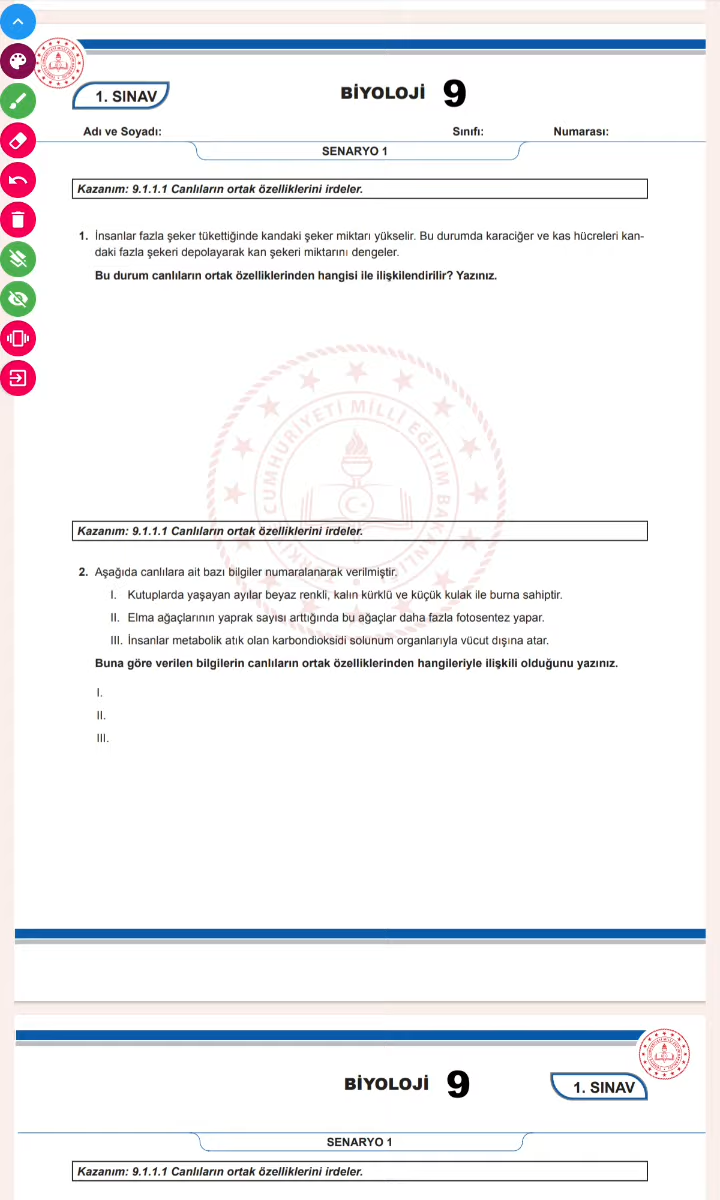 BİYOLOJİ 9
1. SINAV
Adı ve Soyadı: Sınıfı: Numarası:
SENARYO 1
Kazanım: 9.1.1.1 Canlıların ortak özelliklerini irdeler.
1. İnsanlar fazla şeker tükettiğinde kandaki şeker miktarı yükselir. Bu durumda karaciğer ve kas hücreleri kan-
daki fazla şekeri depolayarak kan şekeri miktarını dengeler.
Bu durum canlıların ortak özelliklerinden hangisi ile ilişkilendirilir? Yazınız.
Kazanım: 9.1.1.1 Canlıların ortak özelliklerini irdeler.
2. Aşağıda canlılara ait bazı bilgiler numaralanarak verilmiştir.
I. Kutuplarda yaşayan ayılar beyaz renkli, kalın kürklü ve küçük kulak ile burna sahiptir.
II. Elma ağaçlarının yaprak sayısı arttığında bu ağaçlar daha fazla fotosentez yapar.
III. İnsanlar metabolik atık olan karbondioksidi solunum organlarıyla vücut dışına atar.
Buna göre verilen bilgilerin canlıların ortak özelliklerinden hangileriyle ilişkili olduğunu yazınız.
I.
II.
III.
BİYOLOJİ 9
1. SINAV
SENARYO 1
Kazanım: 9.1.1.1 Canlıların ortak özelliklerini irdeler.